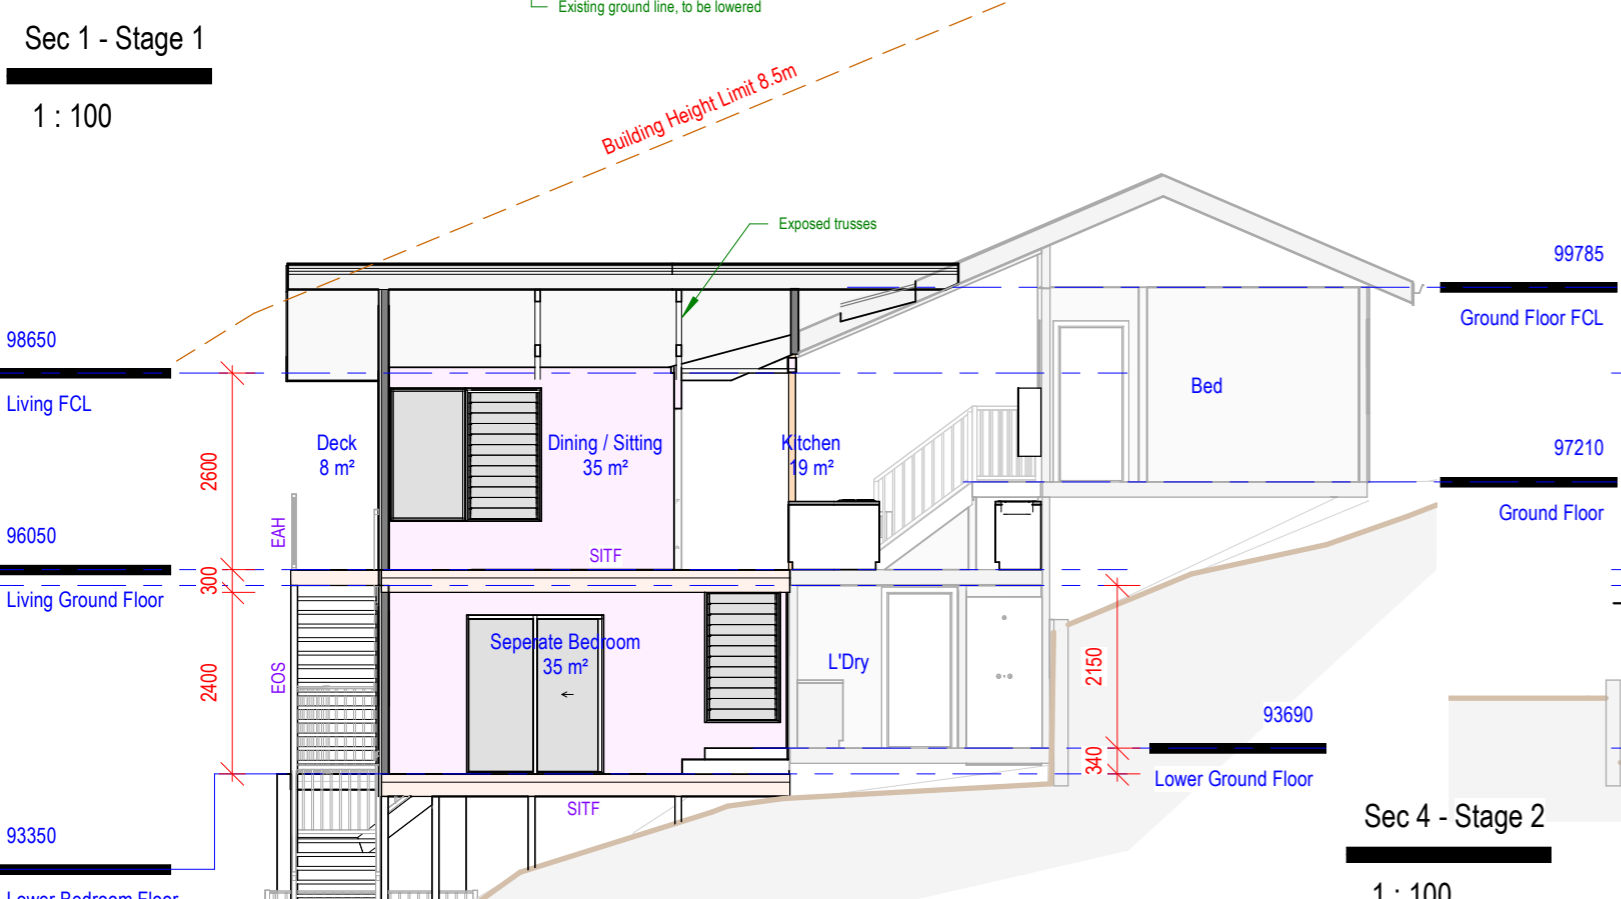 Existing ground line, to be lowered
Sec 1 - Stage 1
1 : 100
Building Height Limit 8.5m
Exposed trusses
99785
Ground Floor FCL
98650
Living FCL
Bed
Deck
8 m²
Dining / Sitting
35 m²
Kitchen
19 m²
2600
97210
Ground Floor
96050
Living Ground Floor
EAH
SITF
300
Seperate Bedroom
35 m²
L'Dry
2400
EOS
2150
340
93690
Lower Ground Floor
SITF
93350
Lower Bedroom Floor
Sec 4 - Stage 2
1 : 100